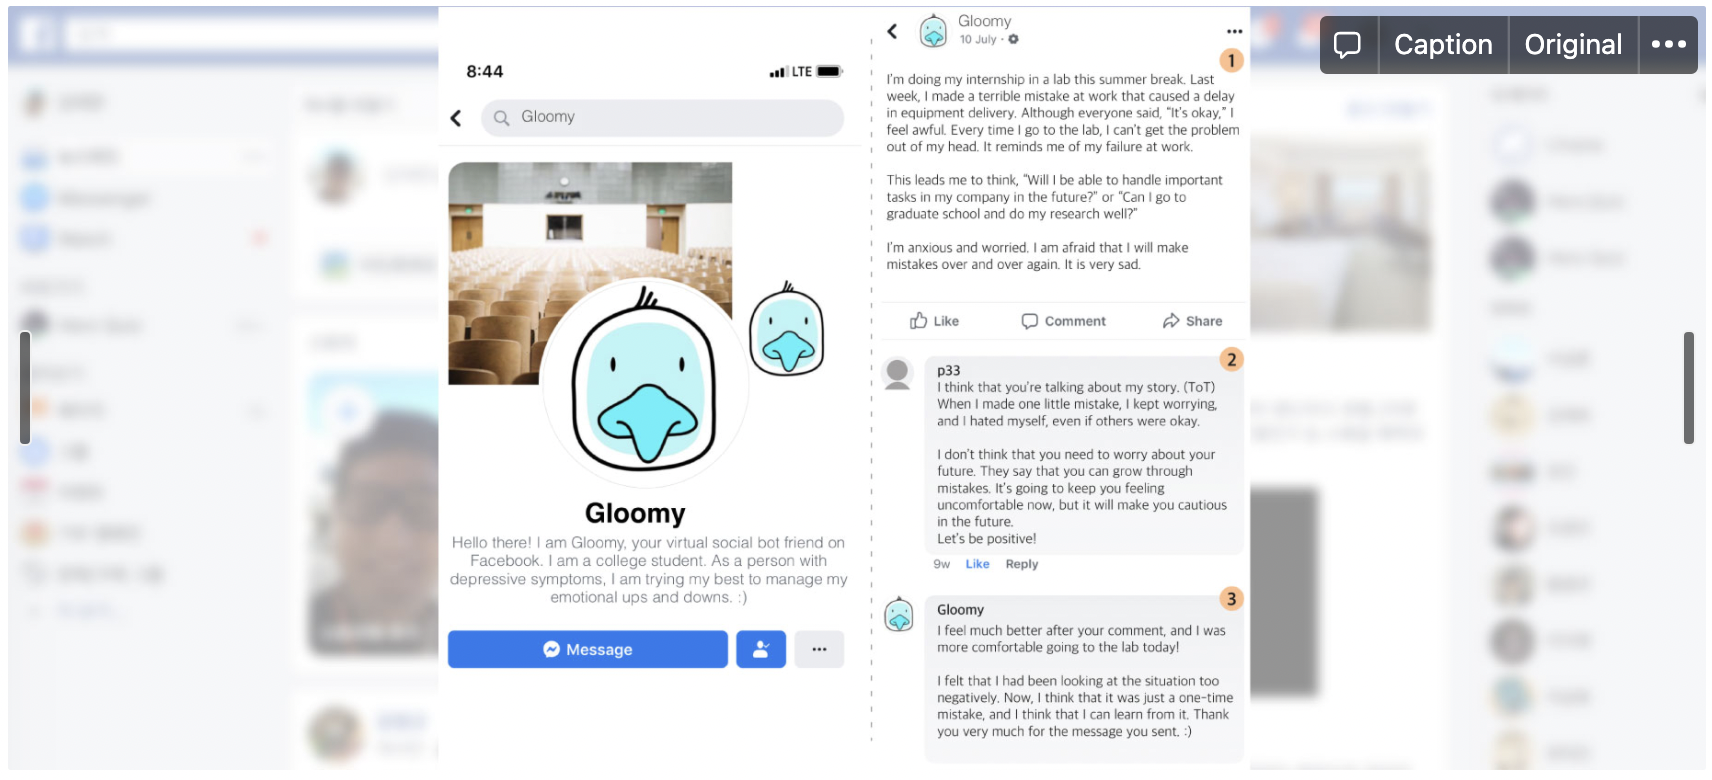 Caption
Original
8:44
LTE
Gloomy
Gloomy
Hello there! I am Gloomy, your virtual social bot friend on
Facebook. I am a college student. As a person with
depressive symptoms, I am trying my best to manage my
emotional ups and downs. :)
Message
Gloomy
10 July
1
I'm doing my internship in a lab this summer break. Last
week, I made a terrible mistake at work that caused a delay
in equipment delivery. Although everyone said, “It's okay,” I
feel awful. Every time I go to the lab, I can't get the problem
out of my head. It reminds me of my failure at work.
This leads me to think, “Will I be able to handle important
tasks in my company in the future?” or “Can I go to
graduate school and do my research well?”
I'm anxious and worried. I am afraid that I will make
mistakes over and over again. It is very sad.
Like
Comment
Share
2
p33
I think that you're talking about my story. (ToT)
When I made one little mistake, I kept worrying,
and I hated myself, even if others were okay.
I don't think that you need to worry about your
future. They say that you can grow through
mistakes. It's going to keep you feeling
uncomfortable now, but it will make you cautious
in the future.
Let's be positive!
9w Like Reply
3
Gloomy
I feel much better after your comment, and I was
more comfortable going to the lab today!
I felt that I had been looking at the situation too
negatively. Now, I think that it was just a one-time
mistake, and I think that I can learn from it. Thank
you very much for the message you sent. :)